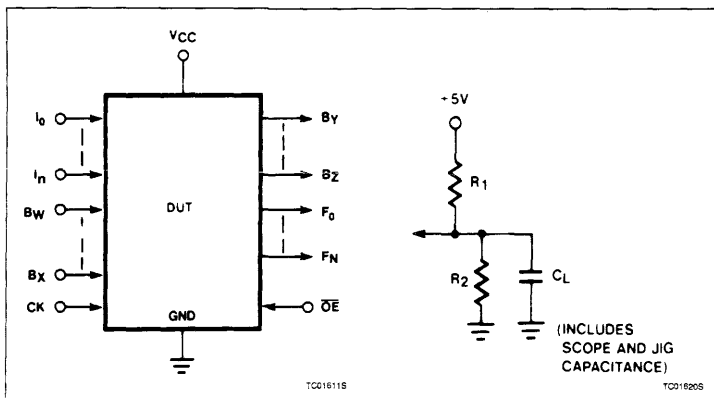 VCC
I0
In
BW
BX
CK
DUT
GND
BY
BZ
F0
FN
OE
TC01611S
+5V
R1
R2
CL
(INCLUDES
SCOPE AND JIG
CAPACITANCE)
TC01620S